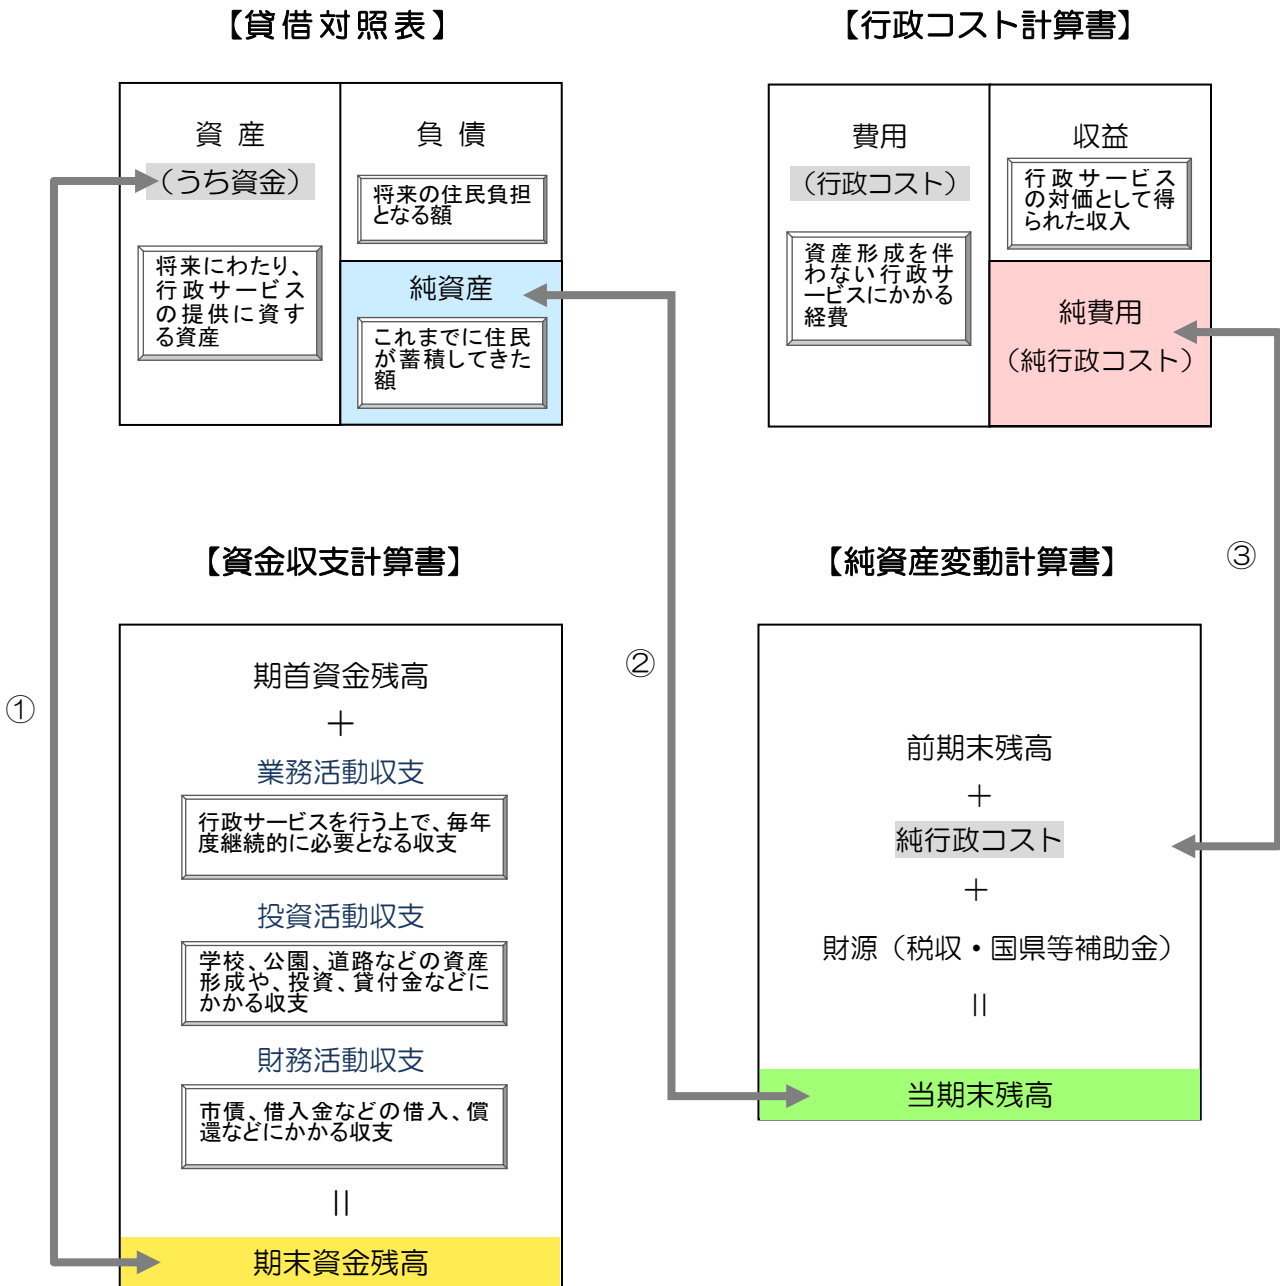 【貸借対照表】
資産
（うち資金）
将来にわたり、
行政サービス
の提供に資す
る資産
負債
将来の住民負担
となる額
純資産
これまでに住民
が蓄積してきた
額
【行政コスト計算書】
費用
（行政コスト）
資産形成を伴
わない行政サ
ービスにかかる
経費
収益
行政サービス
の対価として得
られた収入
純費用
（純行政コスト）
【資金収支計算書】
期首資金残高
＋
業務活動収支
行政サービスを行う上で、毎年
度継続的に必要となる収支
投資活動収支
学校、公園、道路などの資産
形成や、投資、貸付金などに
かかる収支
財務活動収支
市債、借入金などの借入、償
還などにかかる収支
＝
期末資金残高
①
②
【純資産変動計算書】
前期末残高
＋
純行政コスト
＋
財源（税収・国県等補助金）
＝
当期末残高
③